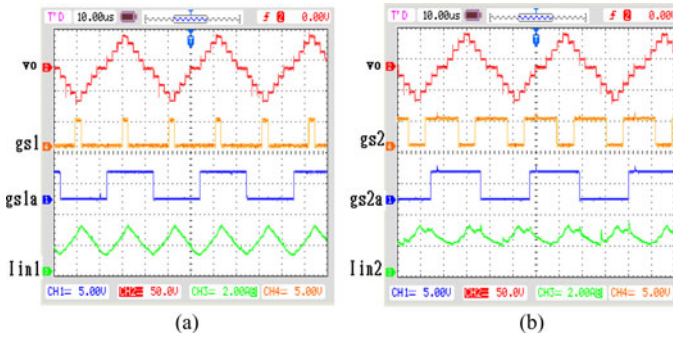 T'D 10.00us T f 2 0.00V
vo
gs1
gs1a
Iin1
CH1= 5.00V CH2= 50.0V CH3= 2.00A CH4= 5.00V
(a)
T'D 10.00us T f 2 0.00V
vo
gs2
gs2a
Iin2
CH1= 5.00V CH2= 50.0V CH3= 2.00A CH4= 5.00V
(b)